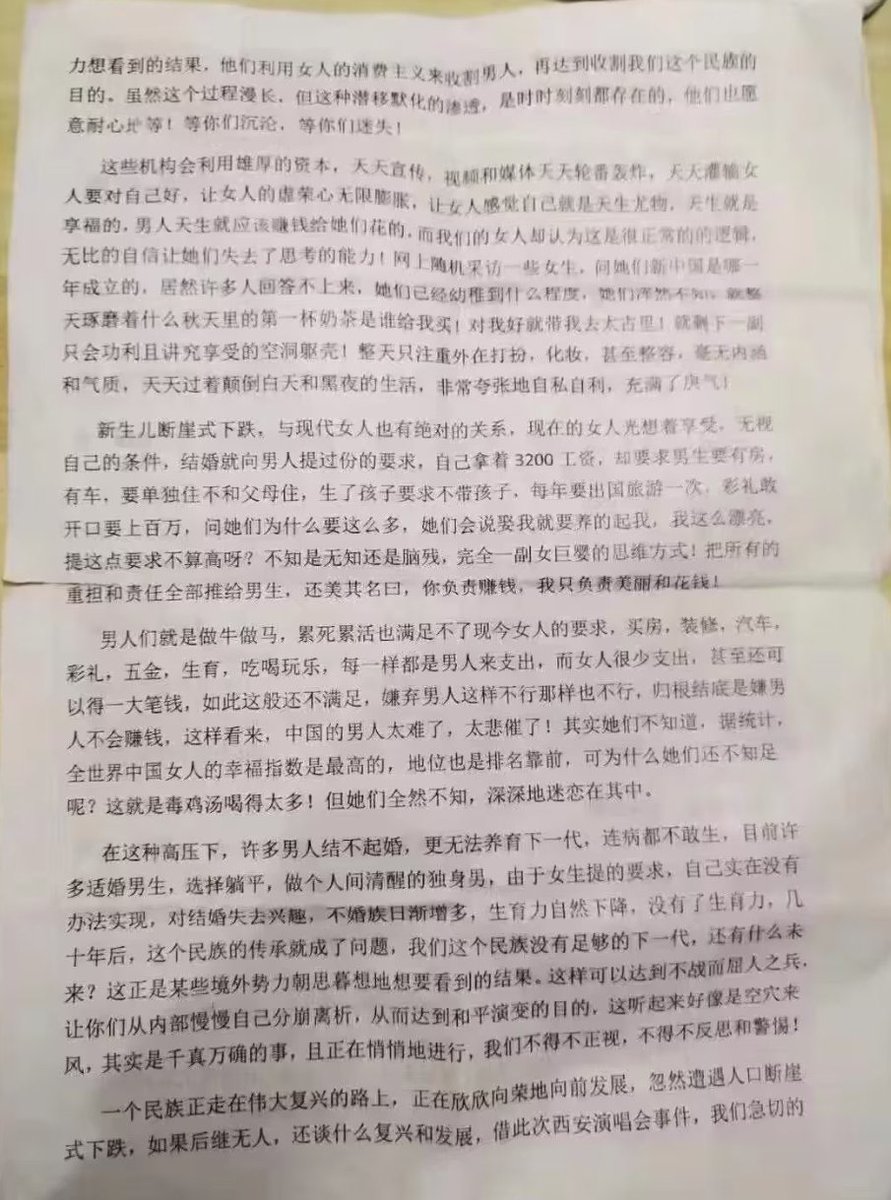 力想看到的结果，他们利用女人的消费主义来收割男人，再达到收割我们这个民族的
目的。虽然这个过程漫长，但这种潜移默化的渗透，是时时刻刻都存在的，他们也愿
意耐心地等！等你们沉沦，等你们迷失！
这些机构会利用雄厚的资本，天天宣传，视频和媒体天天轮番轰炸，天天灌输女
人要对自己好，让女人的虚荣心无限膨胀，让女人感觉自己就是天生尤物，天生就是
享福的，男人天生就应该赚钱给她们花的，而我们的女人却认为这是很正常的的逻辑，
无比的自信让她们失去了思考的能力！网上随机采访一些女生，问她们新中国是哪一
年成立的，居然许多人回答不上来，她们已经幼稚到什么程度，她们浑然不知，就整
天琢磨着什么秋天里的第一杯奶茶是谁给我买！对我好就带我去太古里！就剩下一副
只会功利且讲究享受的空洞躯壳！整天只注重外在打扮，化妆，甚至整容，毫无内涵
和气质，天天过着颠倒白天和黑夜的生活，非常夸张地自私自利，充满了戾气！
新生儿断崖式下跌，与现代女人也有绝对的关系，现在的女人光想着享受，无视
自己的条件，结婚就向男人提过份的要求，自己拿着 3200 工资，却要求男生要有房，
有车，要单独住不和父母住，生了孩子要求不带孩子，每年要出国旅游一次，彩礼敢
开口要上百万，问她们为什么要这么多，她们会说娶我就要养的起我，我这么漂亮，
提这点要求不算高呀？不知是无知还是脑残，完全一副女巨婴的思维方式！把所有的
重担和责任全部推给男生，还美其名曰，你负责赚钱，我只负责美丽和花钱！
男人们就是做牛做马，累死累活也满足不了现今女人的要求，买房，装修，汽车，
彩礼，五金，生育，吃喝玩乐，每一样都是男人来支出，而女人很少支出，甚至还可
以得一大笔钱，如此这般还不满足，嫌弃男人这样不行那样也不行，归根结底是嫌男
人不会赚钱，这样看来，中国的男人太难了，太悲催了！其实她们不知道，据统计，
全世界中国女人的幸福指数是最高的，地位也是排名靠前，可为什么她们还不知足
呢？这就是毒鸡汤喝得太多！但她们全然不知，深深地迷恋在其中。
在这种高压下，许多男人结不起婚，更无法养育下一代，连病都不敢生，目前许
多适婚男生，选择躺平，做个人间清醒的独身男，由于女生提的要求，自己实在没有
办法实现，对结婚失去兴趣，不婚族日渐增多，生育力自然下降，没有了生育力，几
十年后，这个民族的传承就成了问题，我们这个民族没有足够的下一代，还有什么未
来？这正是某些境外势力朝思暮想地想要看到的结果。这样可以达到不战而屈人之兵，
让你们从内部慢慢自己分崩离析，从而达到和平演变的目的，这听起来好像是空穴来
风，其实是千真万确的事，且正在悄悄地进行，我们不得不正视，不得不反思和警惕！
一个民族正走在伟大复兴的路上，正在欣欣向荣地向前发展，忽然遭遇人口断崖
式下跌，如果后继无人，还谈什么复兴和发展，借此次西安演唱会事件，我们急切的